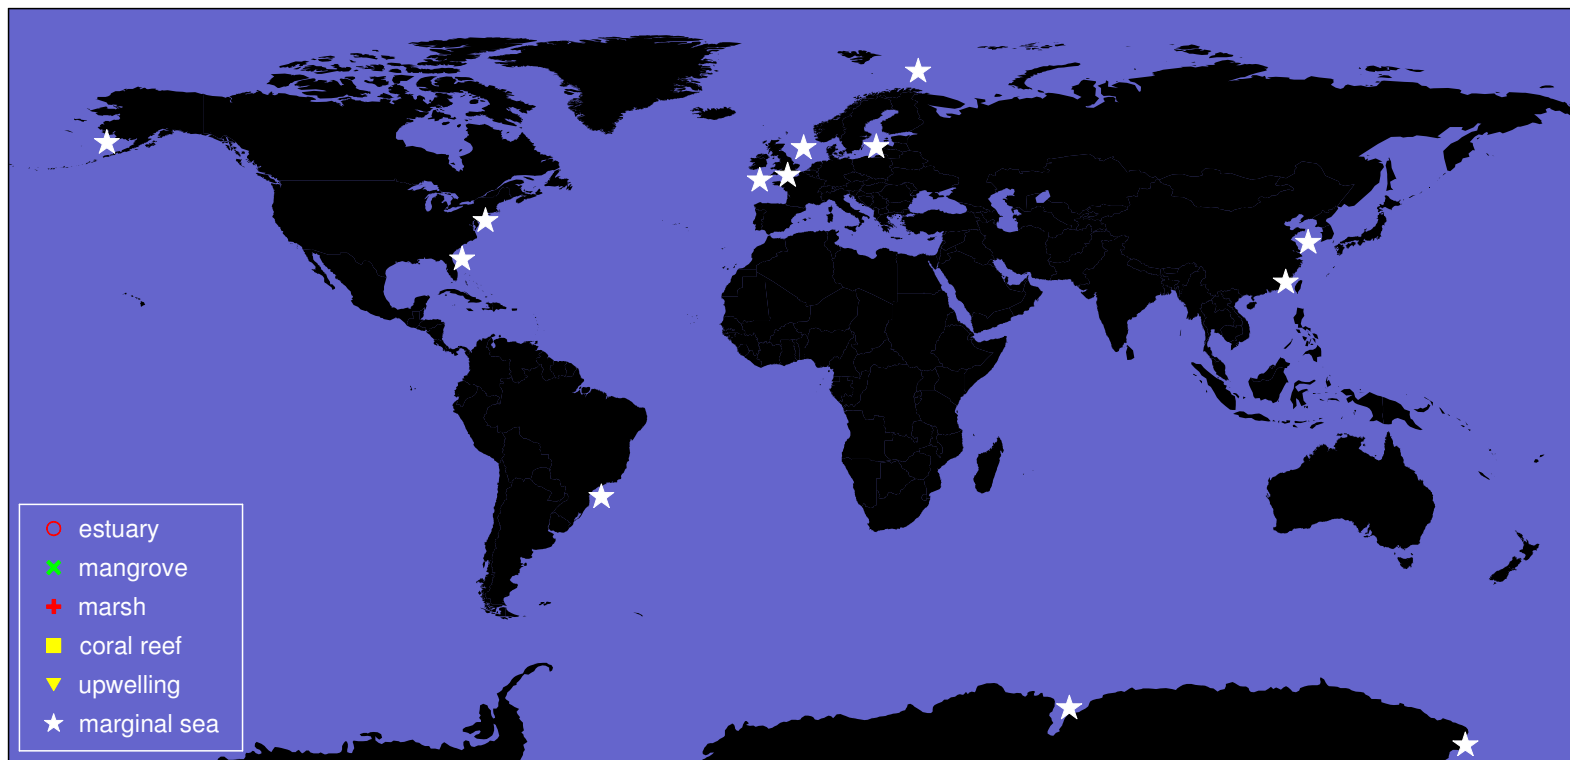 estuary
mangrove
marsh
coral reef
upwelling
marginal sea